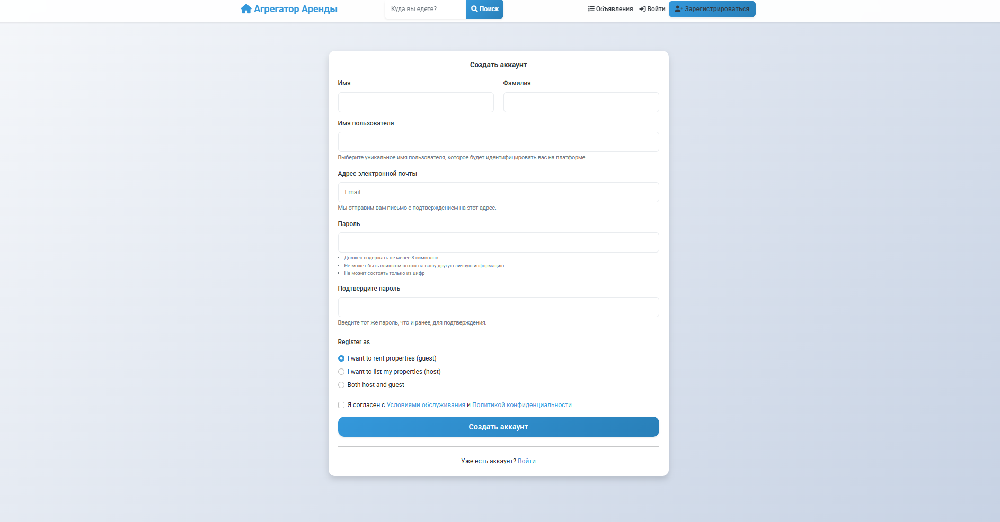 Агрегатор Аренды
Куда вы едете?
Поиск
Объявления
Войти
Зарегистрироваться
Создать аккаунт
Имя
Фамилия
Имя пользователя
Выберите уникальное имя пользователя, которое будет идентифицировать вас на платформе.
Адрес электронной почты
Email
Мы отправим вам письмо с подтверждением на этот адрес.
Пароль
Должен содержать не менее 8 символов
Не может быть слишком похож на вашу другую личную информацию
Не может состоять только из цифр
Подтвердите пароль
Введите тот же пароль, что и ранее, для подтверждения.
Register as
I want to rent properties (guest)
I want to list my properties (host)
Both host and guest
Я согласен с Условиями обслуживания и Политикой конфиденциальности
Создать аккаунт
Уже есть аккаунт? Войти